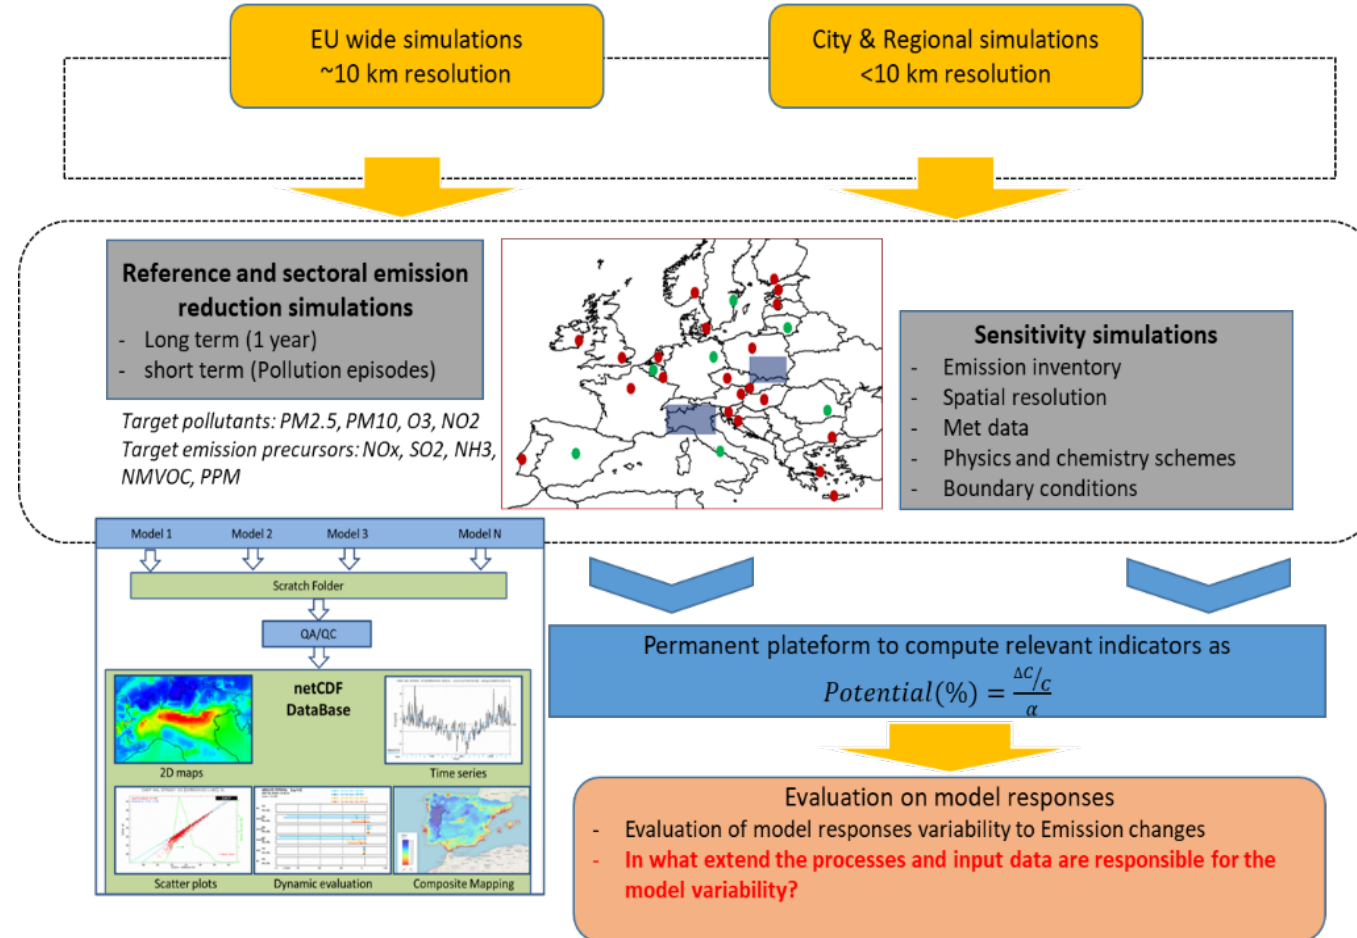 EU wide simulations
~10 km resolution
City & Regional simulations
<10 km resolution
Reference and sectoral emission
reduction simulations
- Long term (1 year)
- short term (Pollution episodes)
Target pollutants: PM2.5, PM10, O3, NO2
Target emission precursors: NOx, SO2, NH3,
NMVOC, PPM
Sensitivity simulations
- Emission inventory
- Spatial resolution
- Met data
- Physics and chemistry schemes
- Boundary conditions
Model 1 Model 2 Model 3 Model N
Scratch Folder
QA/QC
netCDF
DataBase
2D maps
Time series
Scatter plots
Dynamic evaluation
Composite Mapping
Permanent plateform to compute relevant indicators as
Potential(%) = ΔC/C / α
Evaluation on model responses
- Evaluation of model responses variability to Emission changes
- In what extend the processes and input data are responsible for the
model variability?